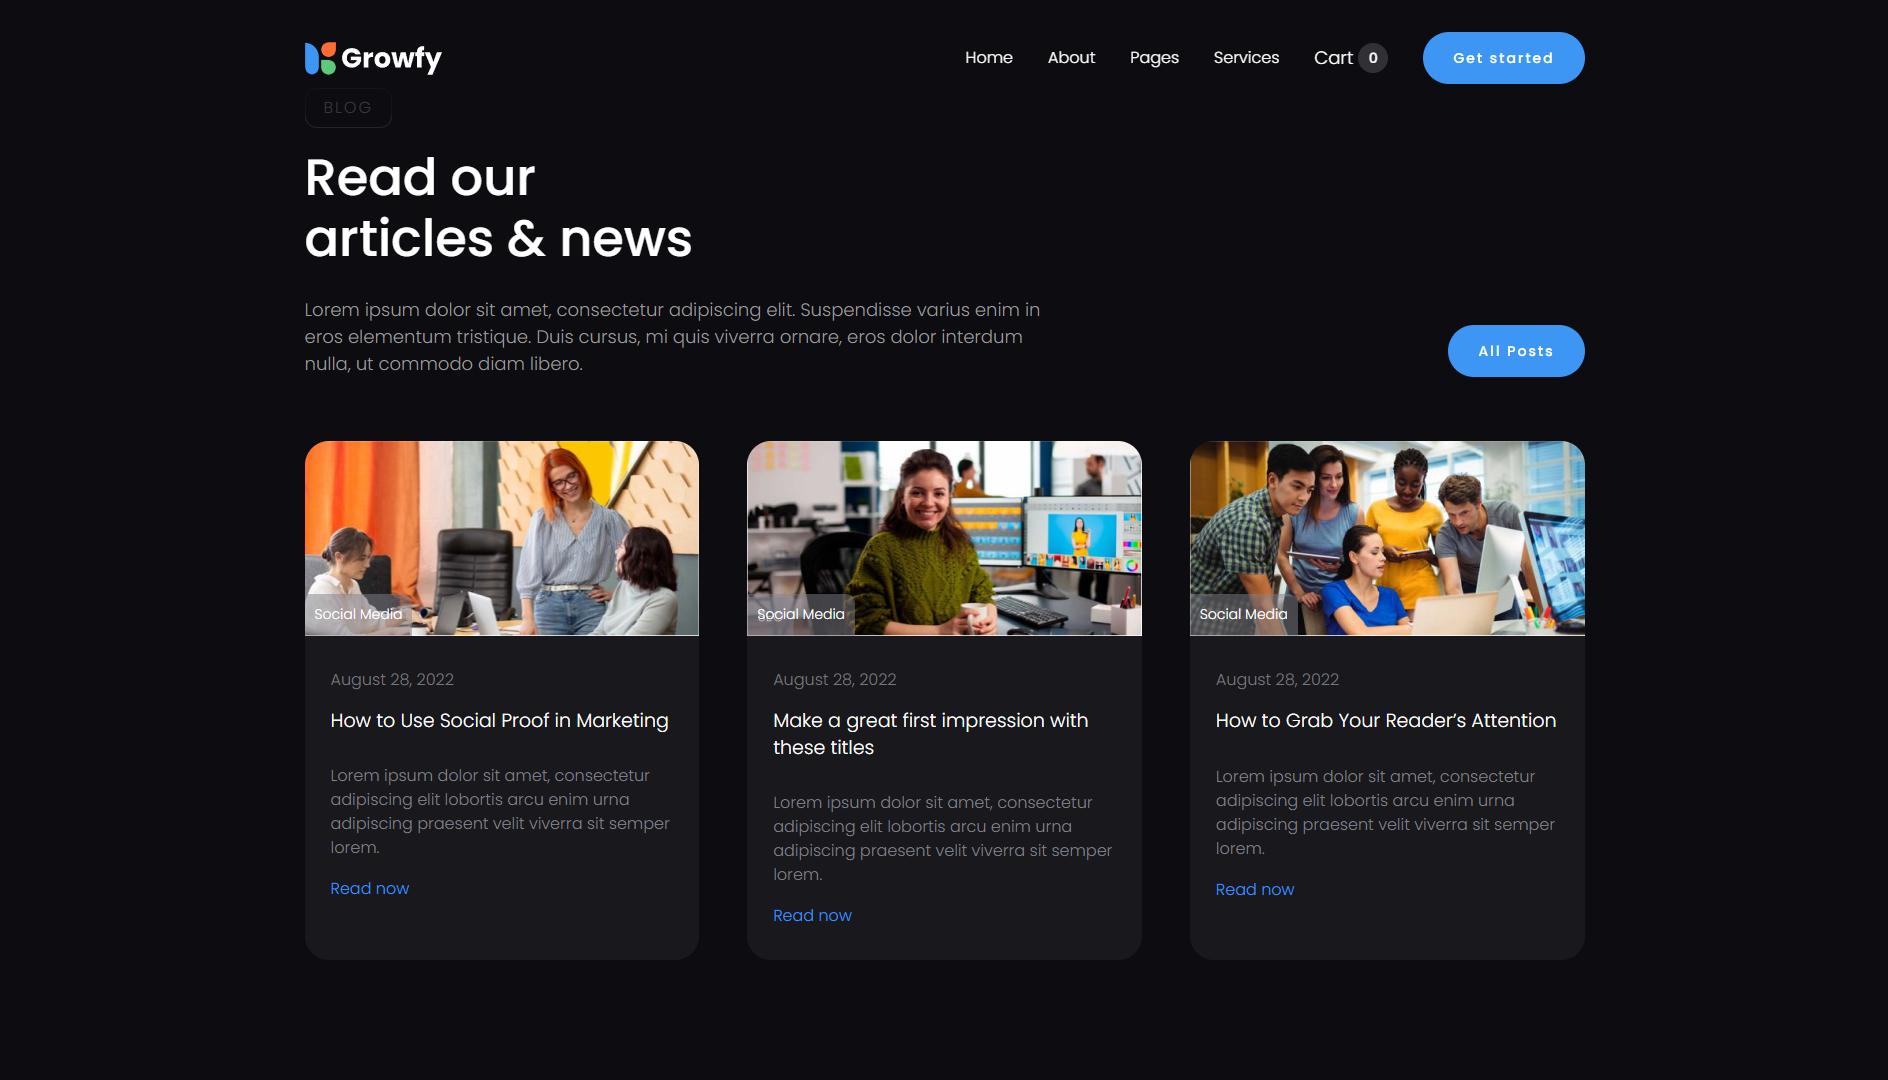 Growfy
Home About Pages Services Cart 0 Get started
BLOG
Read our
articles & news
Lorem ipsum dolor sit amet, consectetur adipiscing elit. Suspendisse varius enim in
eros elementum tristique. Duis cursus, mi quis viverra ornare, eros dolor interdum
nulla, ut commodo diam libero.
All Posts
Social Media
August 28, 2022
How to Use Social Proof in Marketing
Lorem ipsum dolor sit amet, consectetur
adipiscing elit lobortis arcu enim urna
adipiscing praesent velit viverra sit semper
lorem.
Read now
Social Media
SEO
August 28, 2022
Make a great first impression with
these titles
Lorem ipsum dolor sit amet, consectetur
adipiscing elit lobortis arcu enim urna
adipiscing praesent velit viverra sit semper
lorem.
Read now
Social Media
August 28, 2022
How to Grab Your Reader’s Attention
Lorem ipsum dolor sit amet, consectetur
adipiscing elit lobortis arcu enim urna
adipiscing praesent velit viverra sit semper
lorem.
Read now